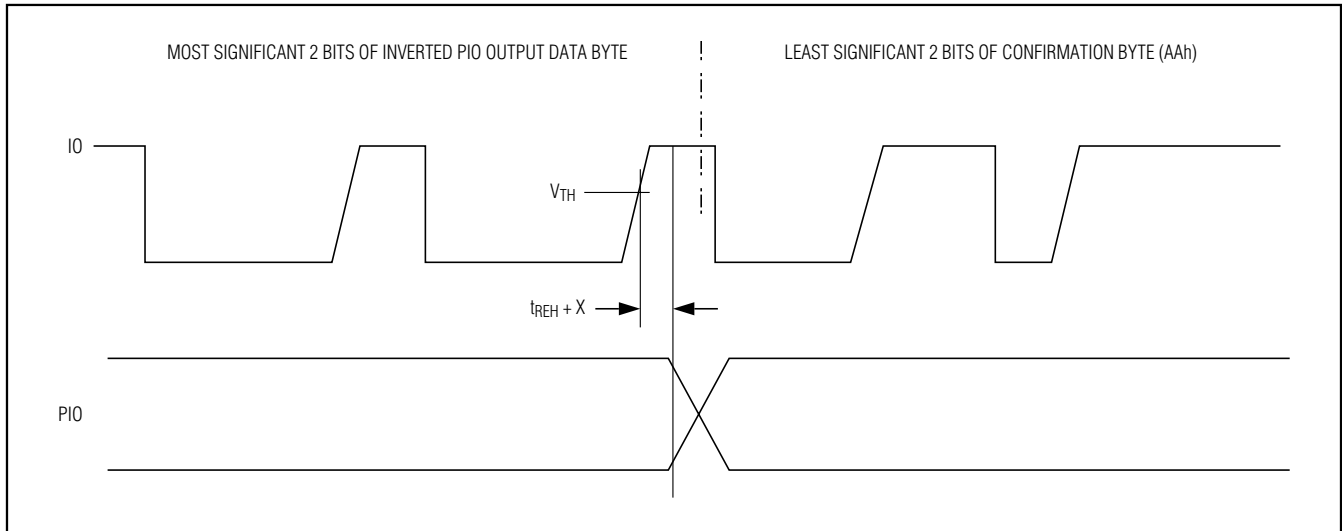 MOST SIGNIFICANT 2 BITS OF INVERTED PIO OUTPUT DATA BYTE
LEAST SIGNIFICANT 2 BITS OF CONFIRMATION BYTE (AAh)
IO
VTH
tREH + X
PIO